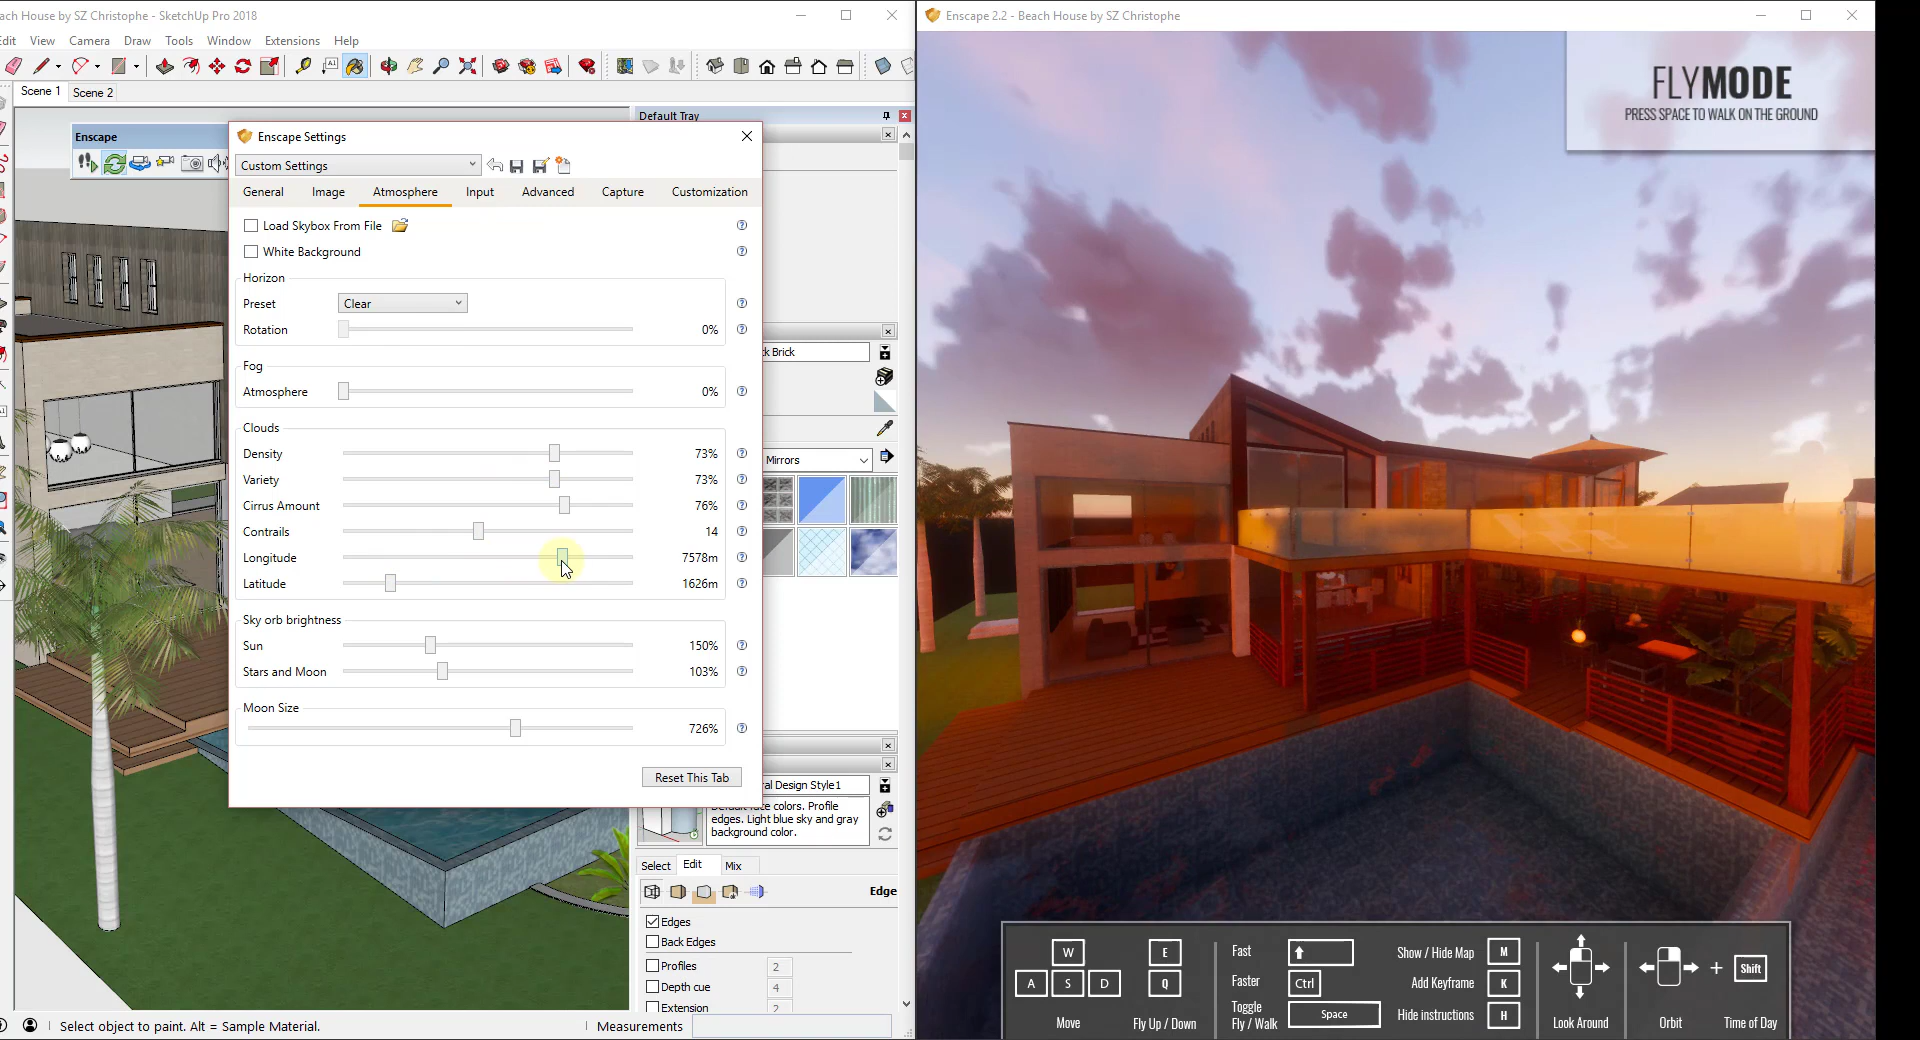 ach House by SZ Christophe - SketchUp Pro 2018
Edit View Camera Draw Tools Window Extensions Help
Scene 1 Scene 2
Enscape
Enscape Settings
Custom Settings
General Image Atmosphere Input Advanced Capture Customization
Load Skybox From File
White Background
Horizon
Preset Clear
Rotation 0%
Fog
Atmosphere 0%
Clouds
Density 73%
Variety 73%
Cirrus Amount 76%
Contrails 14
Longitude 7578m
Latitude 1626m
Sky orb brightness
Sun 150%
Stars and Moon 103%
Moon Size
726%
Reset This Tab
Default Tray
ck Brick
Mirrors
ral Design Style1
Default face colors. Profile
edges. Light blue sky and gray
background color.
Select Edit Mix
Edge
Edges
Back Edges
Profiles 2
Depth cue 4
Extension 2
Select object to paint. Alt = Sample Material.
Measurements
Enscape 2.2 - Beach House by SZ Christophe
FLYMODE
PRESS SPACE TO WALK ON THE GROUND
W
A S D
Move
E
Q
Fly Up / Down
Fast
Faster Ctrl
Toggle
Fly / Walk Space
Show / Hide Map M
Add Keyframe K
Hide instructions H
Look Around
Orbit
+ Shift
Time of Day